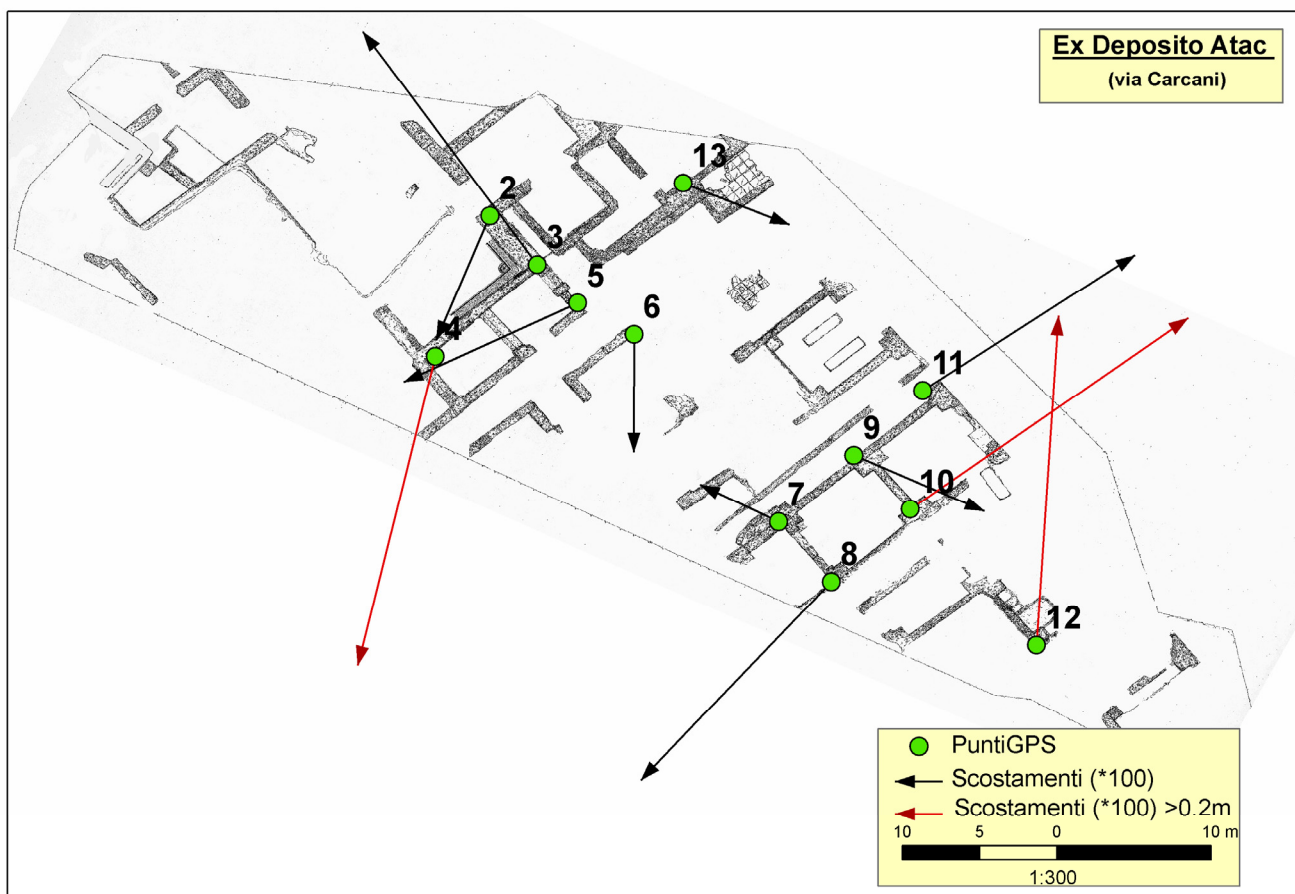 Ex Deposito Atac
(via Carcani)
13
2
3
5
6
4
11
9
10
7
8
12
PuntiGPS
Scostamenti (*100)
Scostamenti (*100) >0.2m
10 5 0 10 m
1:300